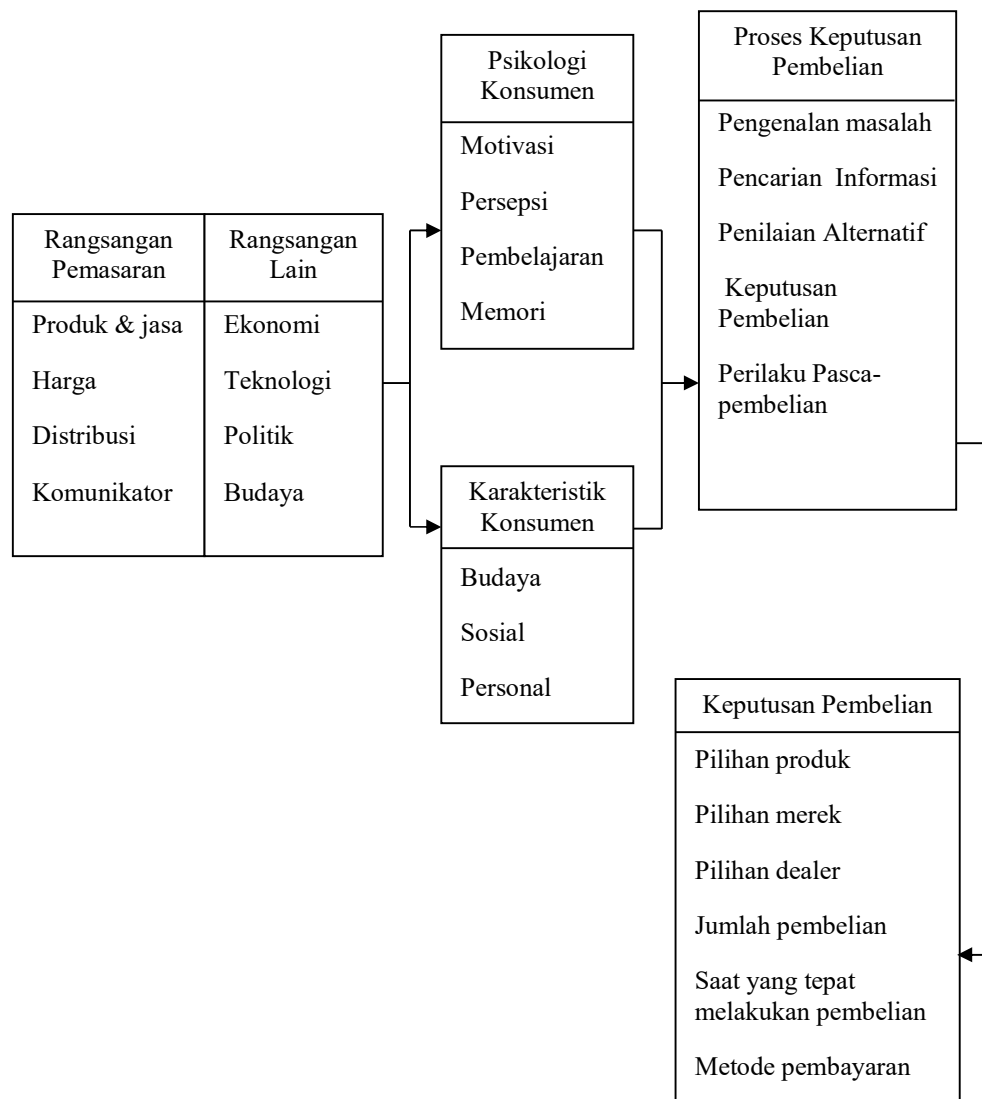 Rangsangan
Pemasaran
Produk & jasa
Harga
Distribusi
Komunikator
Rangsangan
Lain
Ekonomi
Teknologi
Politik
Budaya
Psikologi
Konsumen
Motivasi
Persepsi
Pembelajaran
Memori
Karakteristik
Konsumen
Budaya
Sosial
Personal
Proses Keputusan
Pembelian
Pengenalan masalah
Pencarian Informasi
Penilaian Alternatif
Keputusan
Pembelian
Perilaku Pasca-
pembelian
Keputusan Pembelian
Pilihan produk
Pilihan merek
Pilihan dealer
Jumlah pembelian
Saat yang tepat
melakukan pembelian
Metode pembayaran